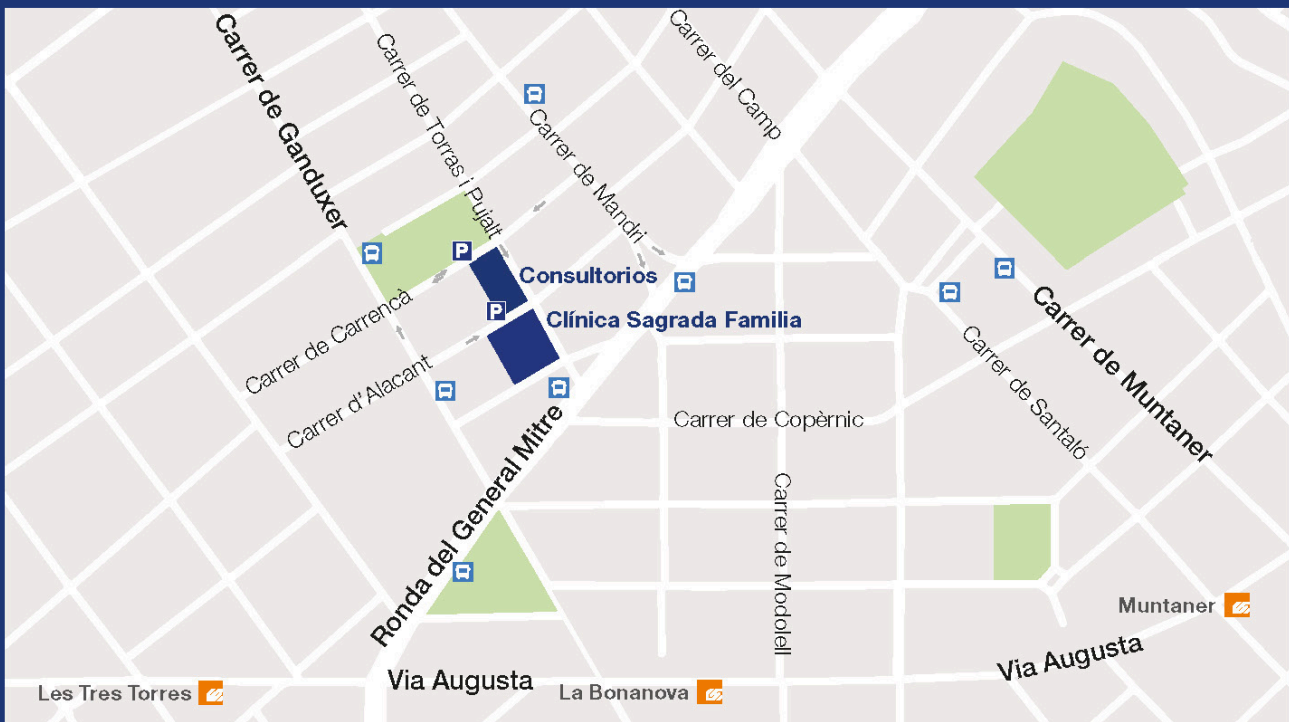 Carrer de Ganduxer
Carrer de Torras i Pujalt
Carrer de Mandri
Carrer del Camp
P
Consultorios
P
Clínica Sagrada Familia
Carrer de Carrencà
Carrer d'Alacant
Carrer de Muntaner
Carrer de Santaló
Carrer de Copèrnic
Carrer de Modolell
Ronda del General Mitre
Muntaner
Via Augusta
Via Augusta
Les Tres Torres
La Bonanova